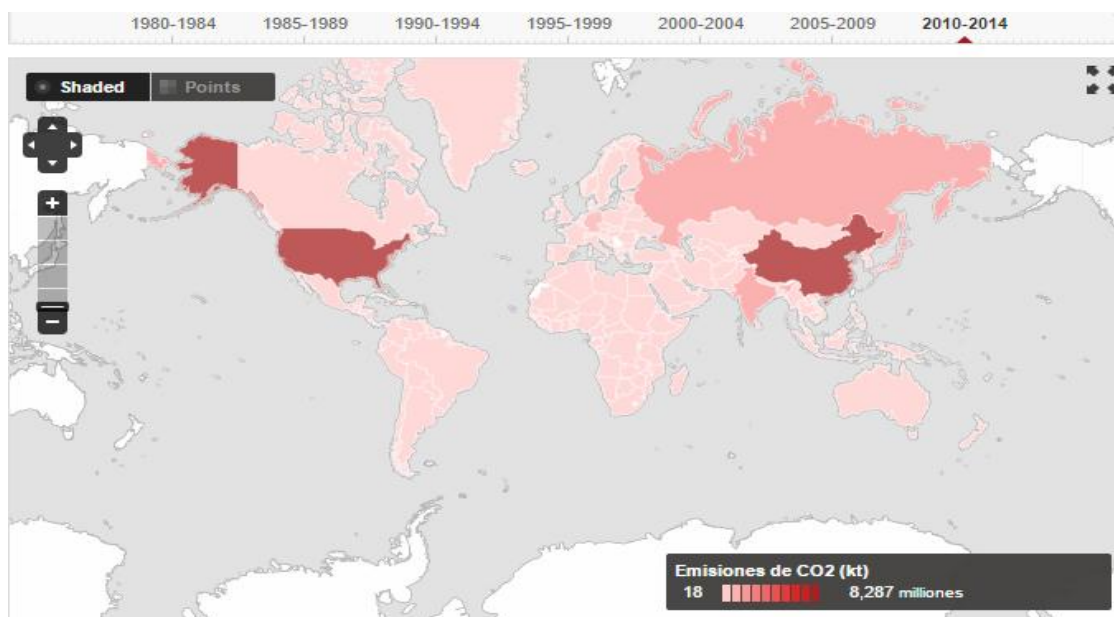 1980-1984 1985-1989 1990-1994 1995-1999 2000-2004 2005-2009 2010-2014
Shaded Points
+
−
Emisiones de CO2 (kt)
18 8,287 milliones